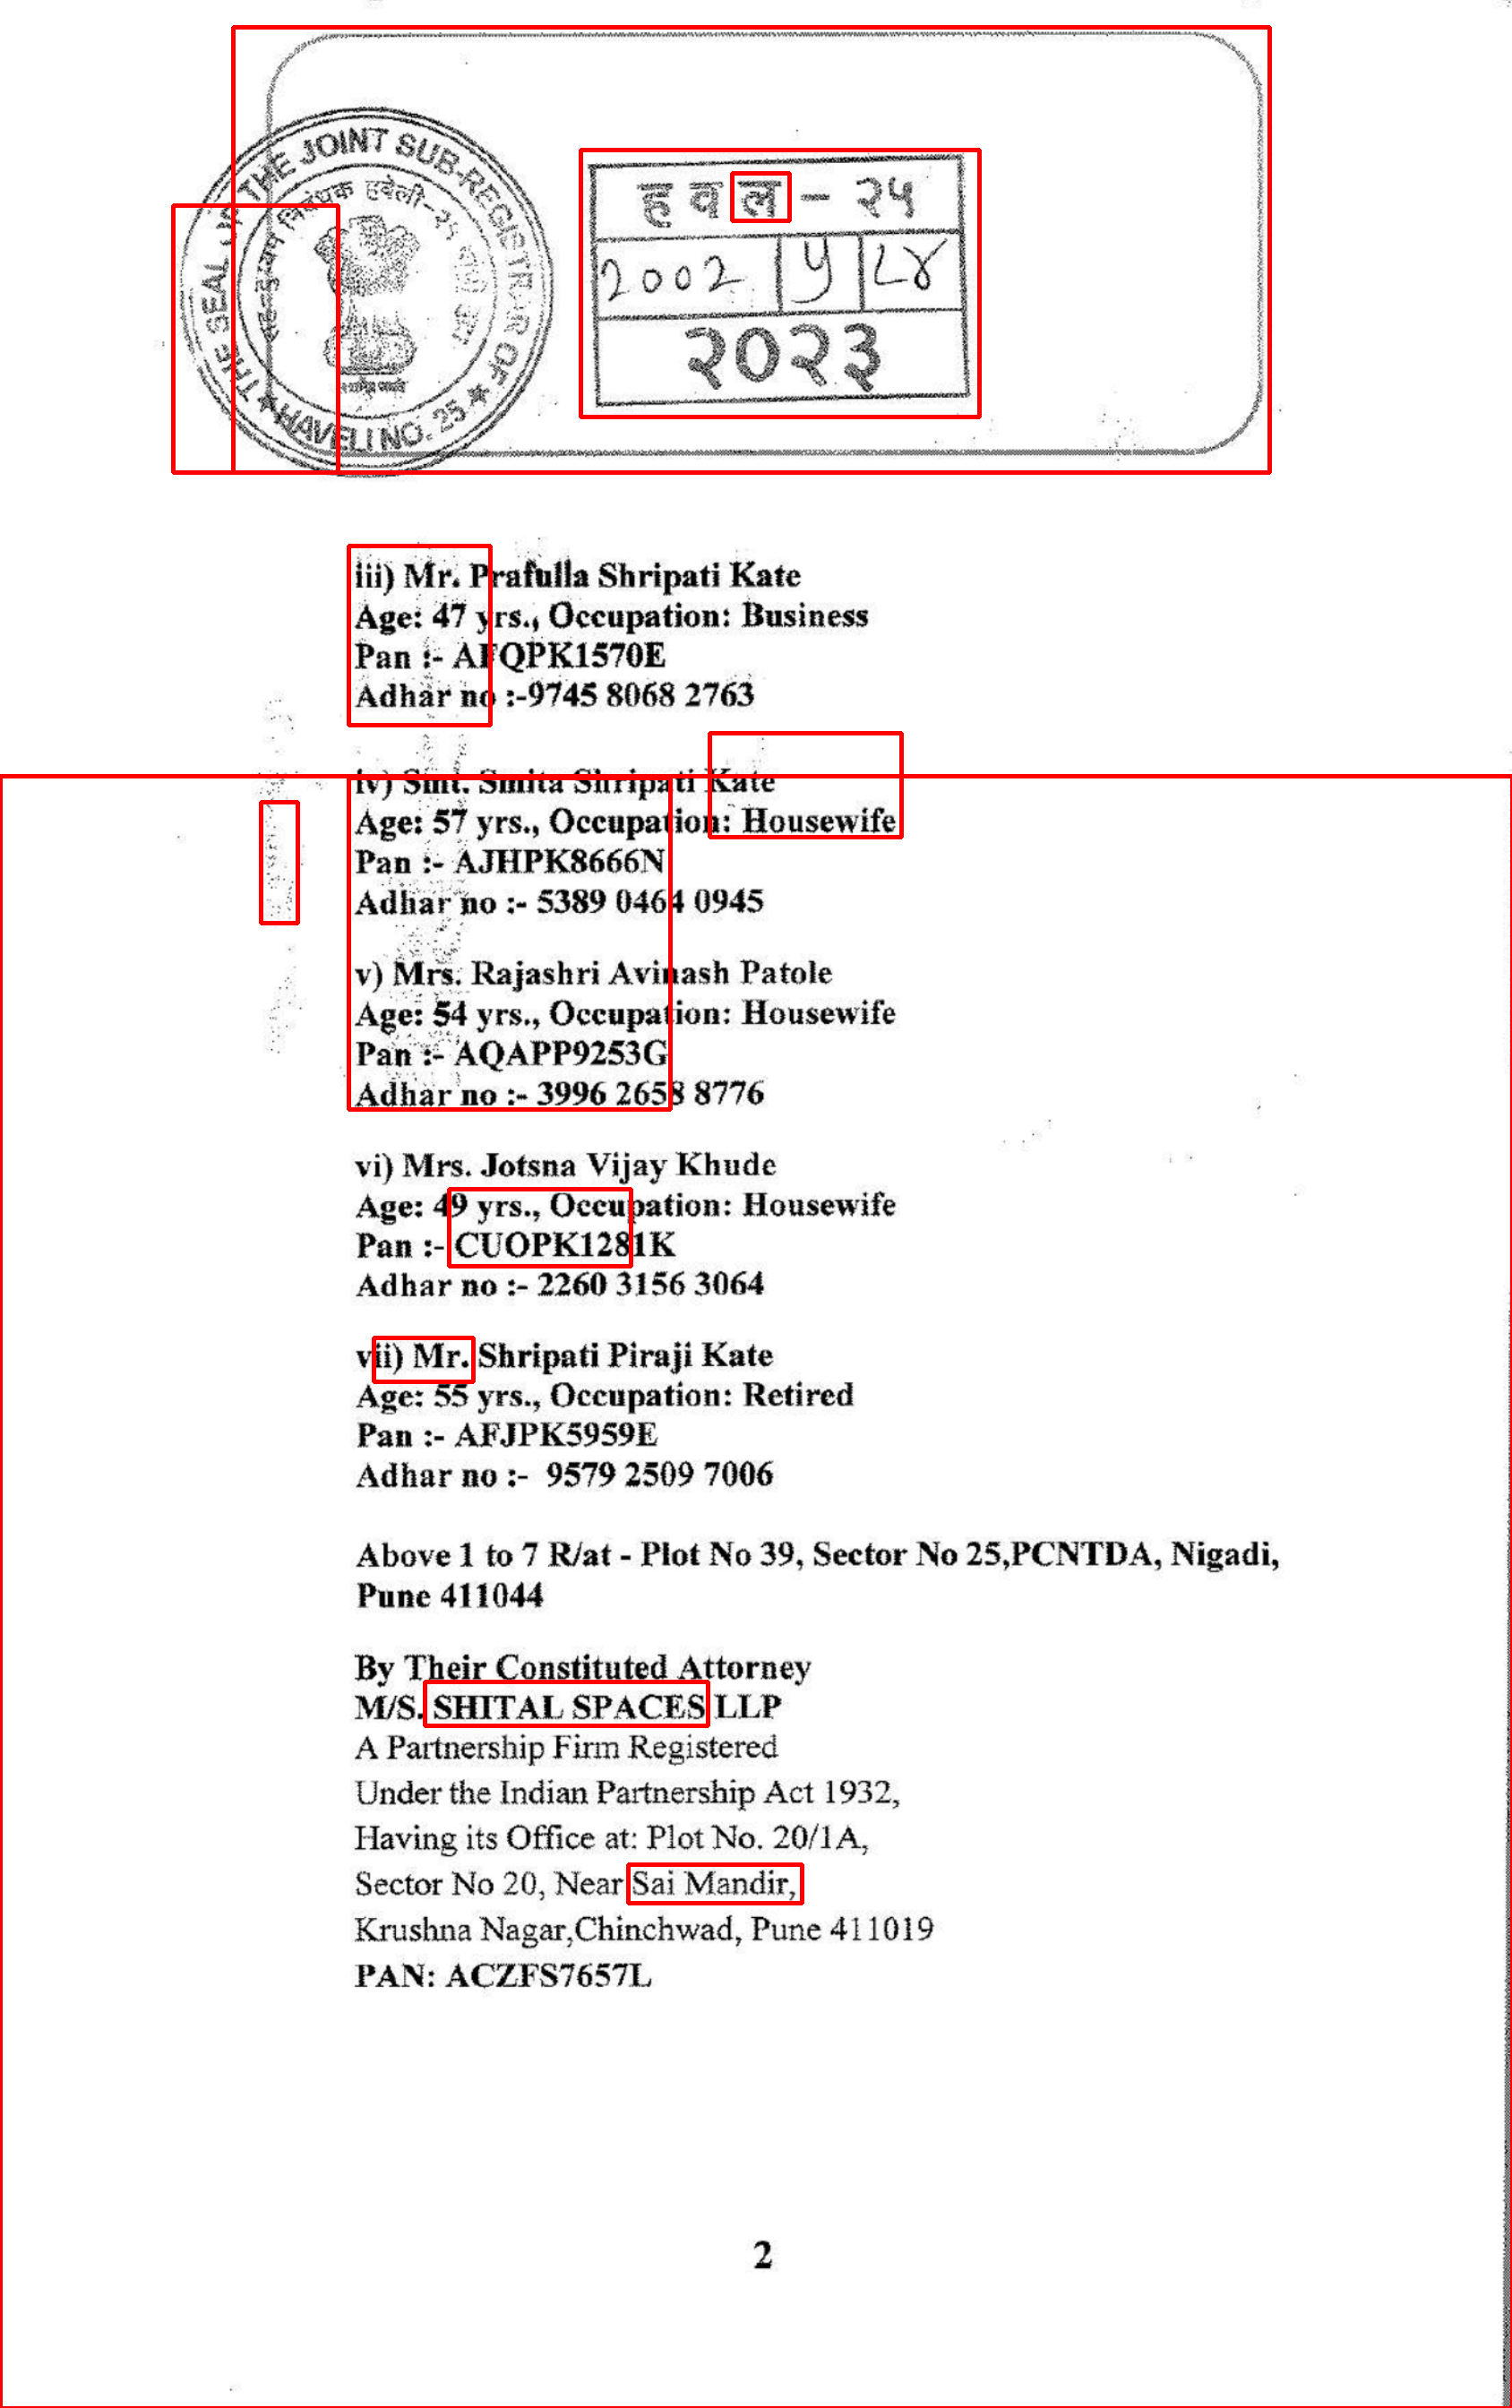 THE SEAL OF THE JOINT SUB-REGISTRAR OF
HAVELI NO. 25
ह व ल - २५
2002 | ५ | ८४
२०२३
iii) Mr. Prafulla Shripati Kate
Age: 47 yrs., Occupation: Business
Pan :- AFQPK1570E
Adhar no :-9745 8068 2763
iv) Smt. Smita Shripati Kate
Age: 57 yrs., Occupation: Housewife
Pan :- AJHPK8666N
Adhar no :- 5389 0464 0945
v) Mrs. Rajashri Avinash Patole
Age: 54 yrs., Occupation: Housewife
Pan :- AQAPP9253G
Adhar no :- 3996 2658 8776
vi) Mrs. Jotsna Vijay Khude
Age: 49 yrs., Occupation: Housewife
Pan :- CUOPK1281K
Adhar no :- 2260 3156 3064
vii) Mr. Shripati Piraji Kate
Age: 55 yrs., Occupation: Retired
Pan :- AFJPK5959E
Adhar no :- 9579 2509 7006
Above 1 to 7 R/at - Plot No 39, Sector No 25,PCNTDA, Nigadi,
Pune 411044
By Their Constituted Attorney
M/S. SHITAL SPACES LLP
A Partnership Firm Registered
Under the Indian Partnership Act 1932,
Having its Office at: Plot No. 20/1A,
Sector No 20, Near Sai Mandir,
Krushna Nagar,Chinchwad, Pune 411019
PAN: ACZFS7657L
2